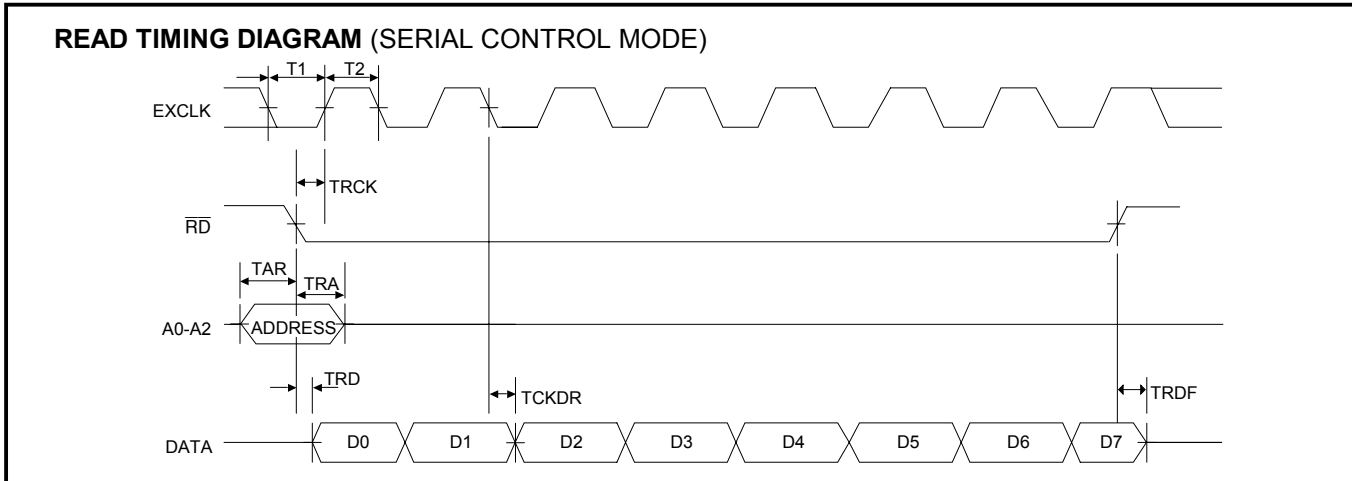 READ TIMING DIAGRAM (SERIAL CONTROL MODE)
T1 T2
EXCLK
TRCK
RD
TAR
TRA
A0-A2 ADDRESS
TRD
TCKDR
TRDF
DATA D0 D1 D2 D3 D4 D5 D6 D7